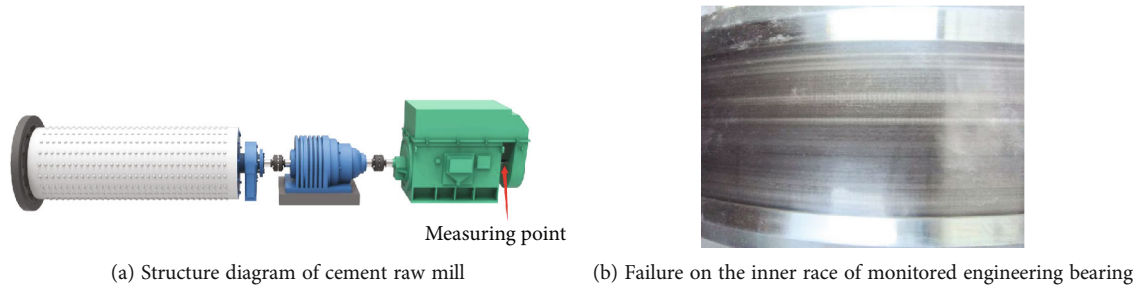 Measuring point
(a) Structure diagram of cement raw mill
(b) Failure on the inner race of monitored engineering bearing